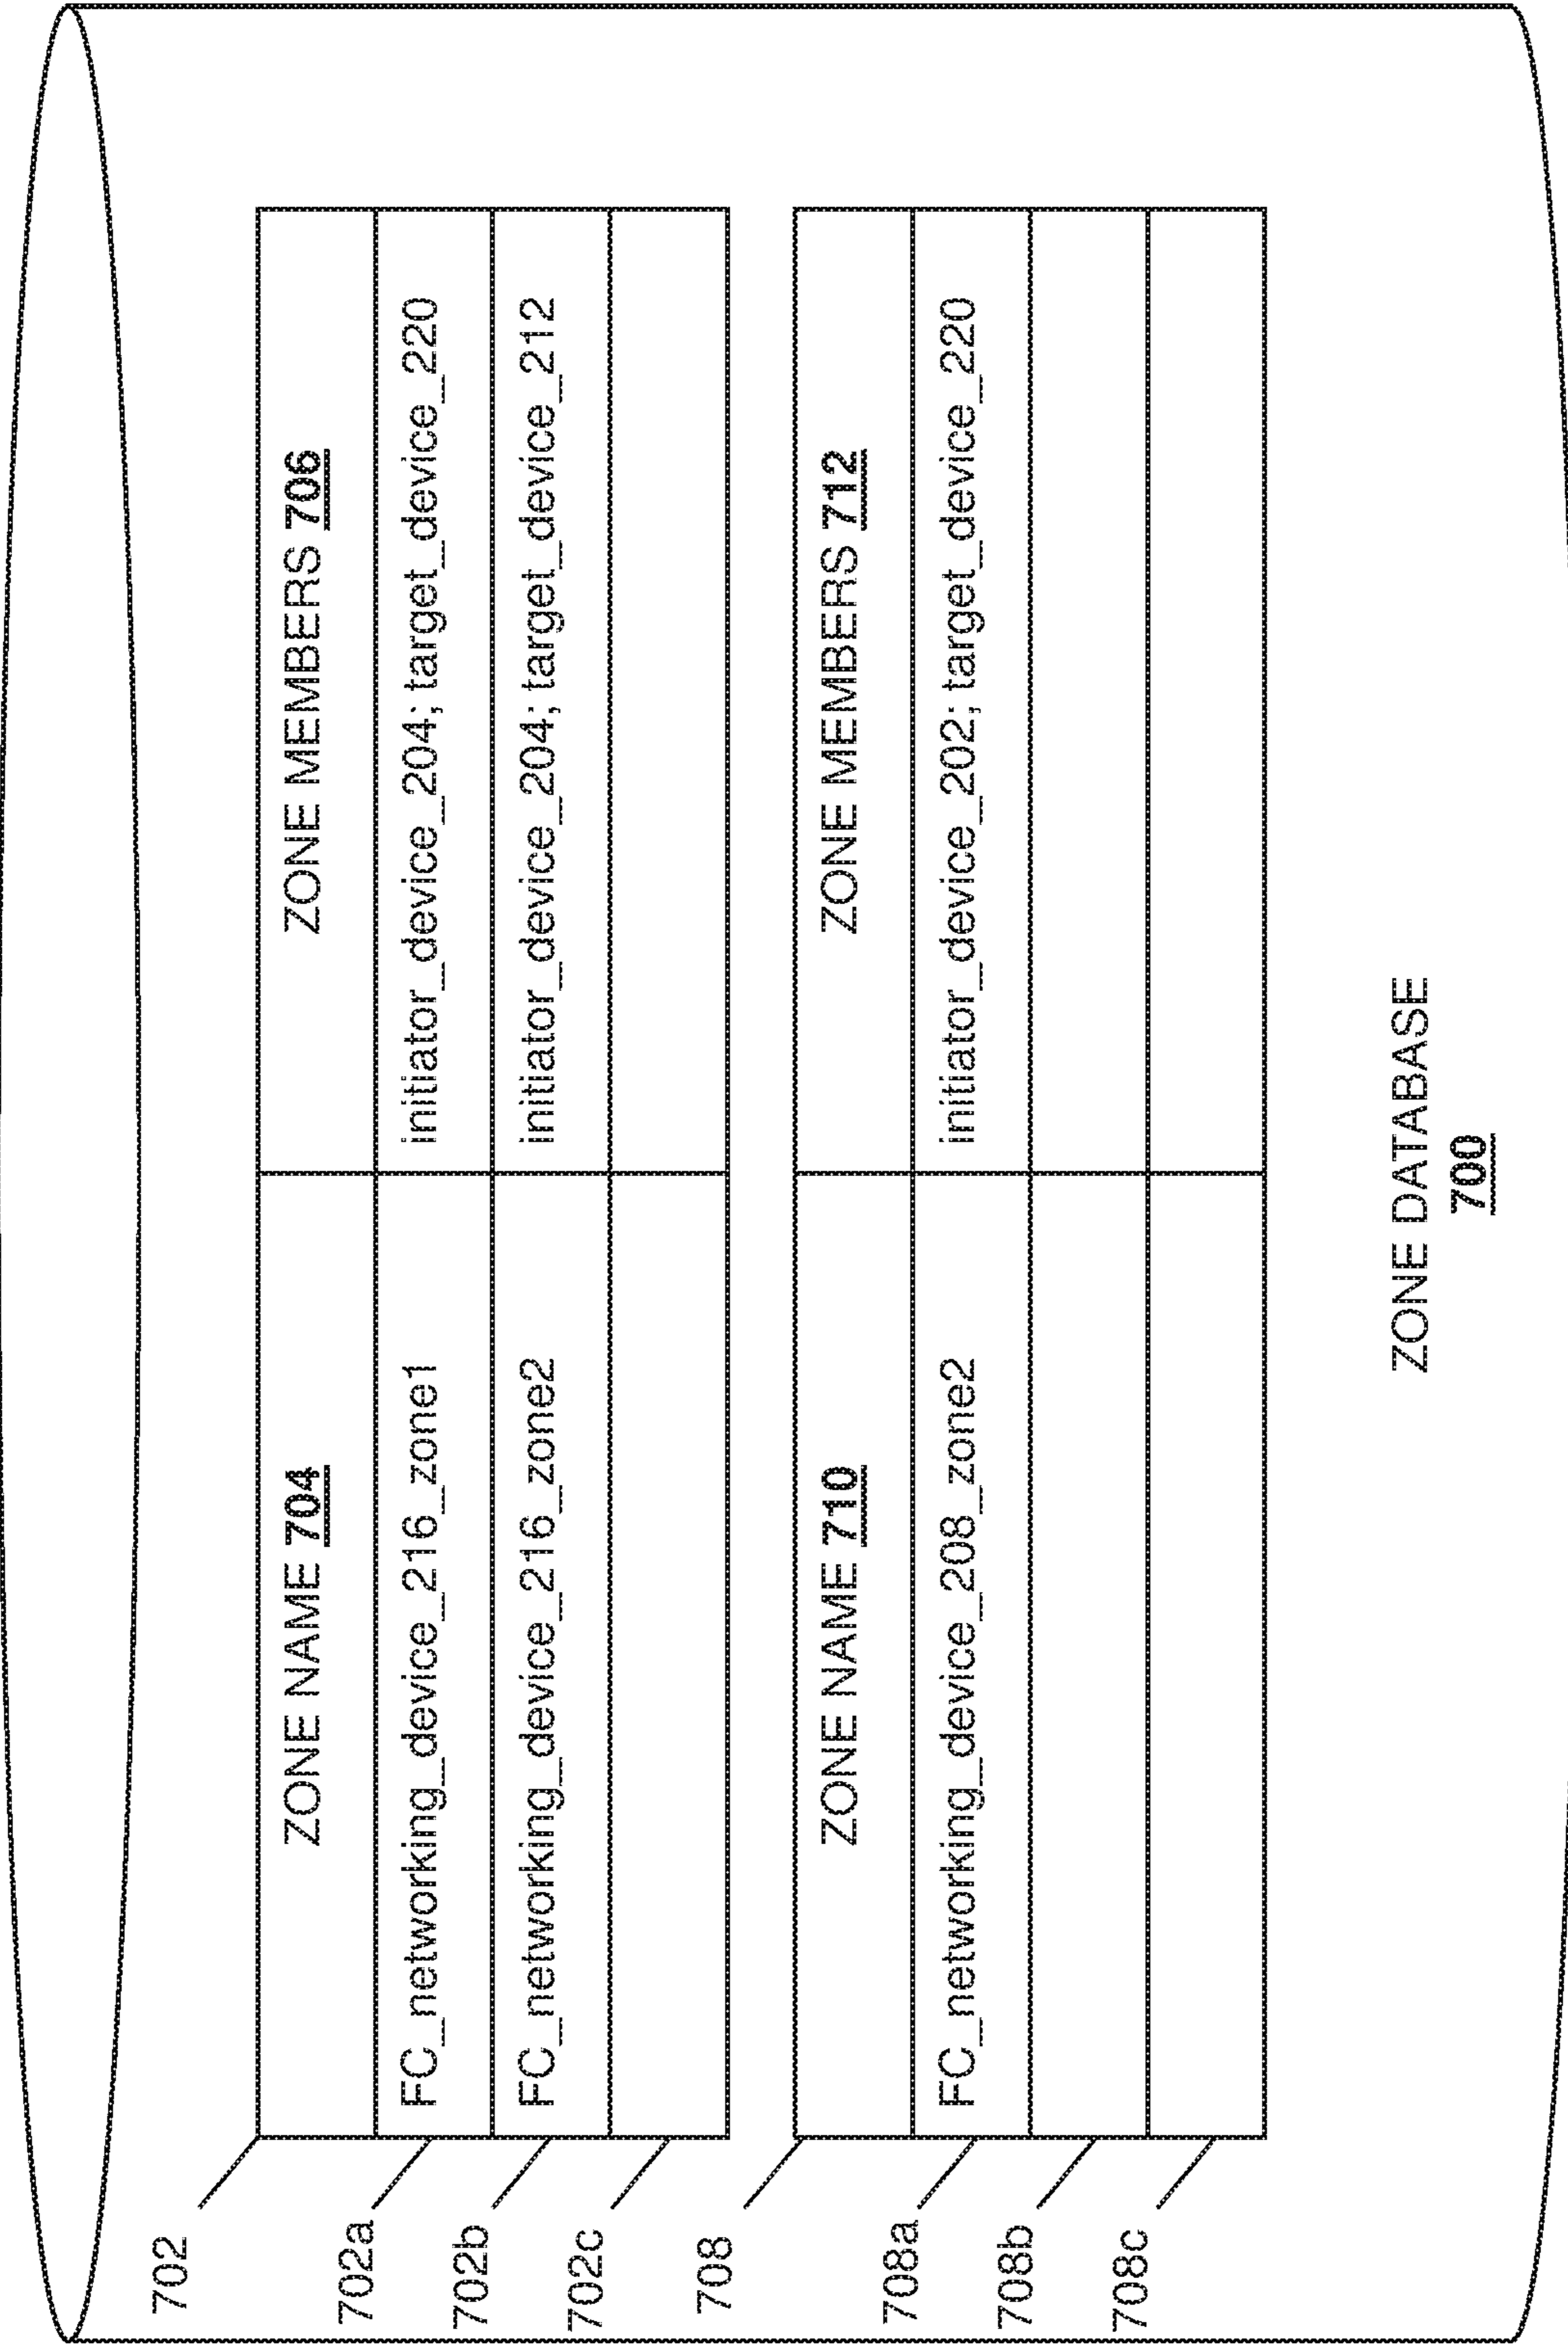 702
ZONE NAME 704 ZONE MEMBERS 706
702a FC_networking_device_216_zone1 initiator_device_204; target_device_220
702b FC_networking_device_216_zone2 initiator_device_204; target_device_212
702c
708
ZONE NAME 710 ZONE MEMBERS 712
708a FC_networking_device_208_zone2 initiator_device_202; target_device_220
708b
708c
ZONE DATABASE
700